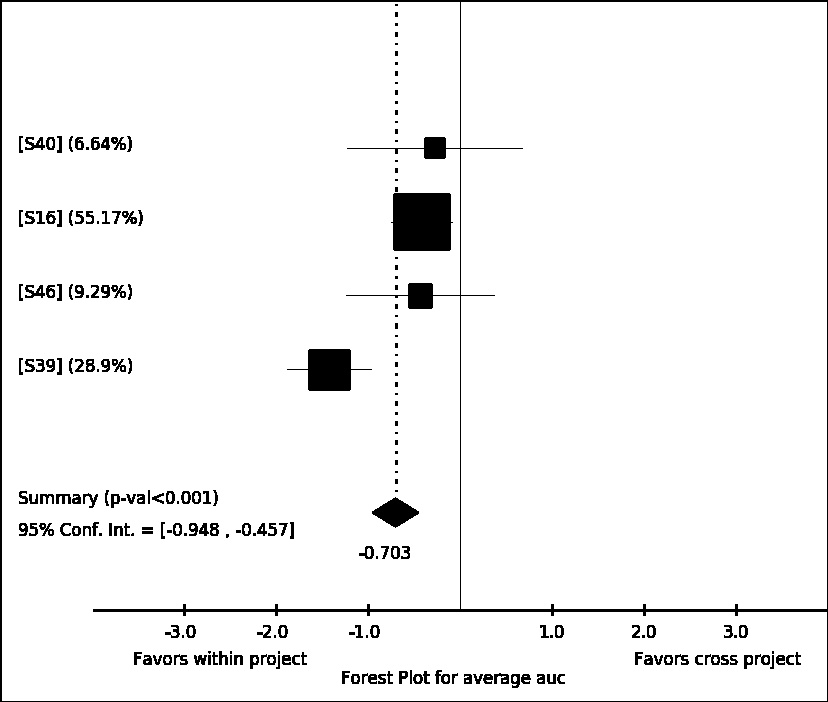 [S40] (6.64%)
[S16] (55.17%)
[S46] (9.29%)
[S39] (28.9%)
Summary (p-val<0.001)
95% Conf. Int. = [-0.948 , -0.457]
-0.703
-3.0 -2.0 -1.0 1.0 2.0 3.0
Favors within project Favors cross project
Forest Plot for average auc